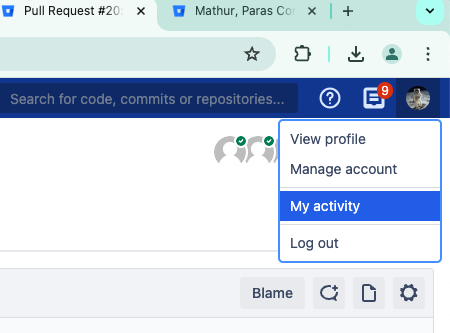 Pull Request #20
Mathur, Paras Co
Search for code, commits or repositories...
9
View profile
Manage account
My activity
Log out
Blame